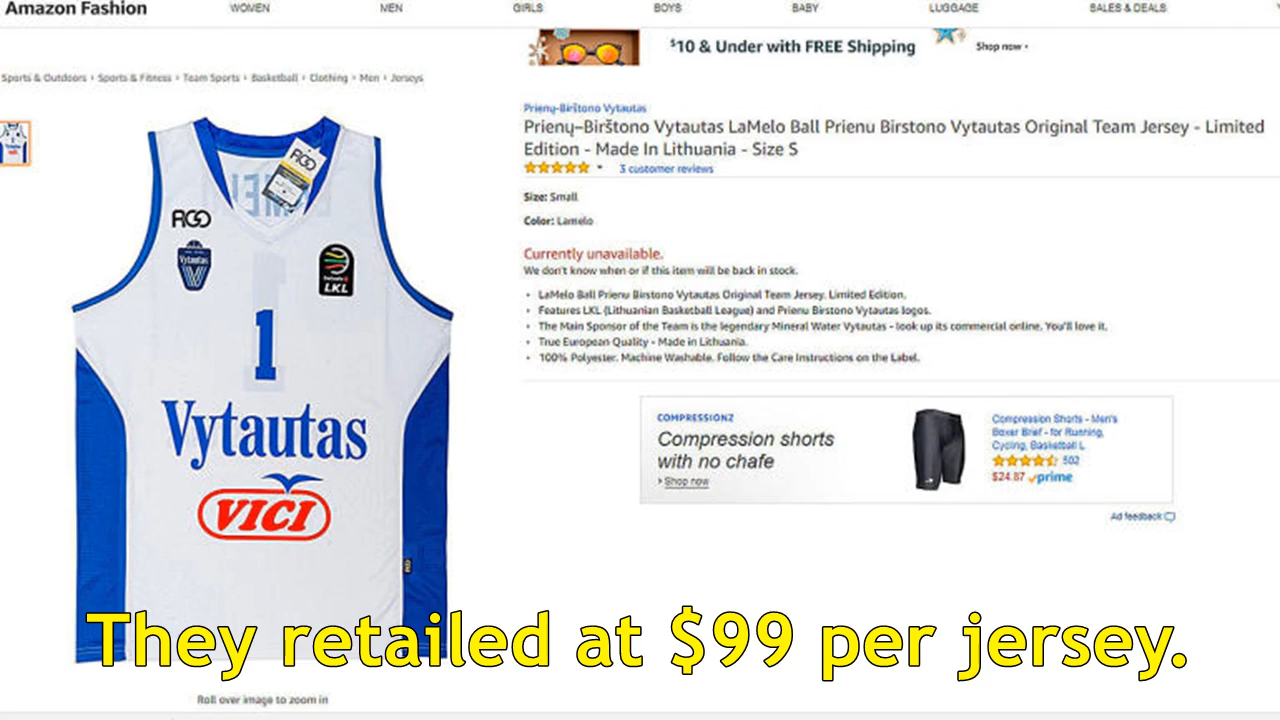 Amazon Fashion
WOMEN
MEN
GIRLS
BOYS
BABY
LUGGAGE
SALES & DEALS
$10 & Under with FREE Shipping
Shop now ›
Sports & Outdoors › Sports & Fitness › Team Sports › Basketball › Clothing › Men › Jerseys
Prienų-Birštono Vytautas
Prienų–Birštono Vytautas LaMelo Ball Prienu Birstono Vytautas Original Team Jersey - Limited
Edition - Made In Lithuania - Size S
3 customer reviews
Size: Small
Color: Lamelo
Currently unavailable.
We don't know when or if this item will be back in stock.
• LaMelo Ball Prienu Birstono Vytautas Original Team Jersey. Limited Edition.
• Features LKL (Lithuanian Basketball League) and Prienu Birstono Vytautas logos.
• The Main Sponsor of the Team is the legendary Mineral Water Vytautas - look up its commercial online. You'll love it.
• True European Quality - Made in Lithuania.
• 100% Polyester. Machine Washable. Follow the Care Instructions on the Label.
RGO
RGO
Vytautas
LKL
1
Vytautas
VICI
COMPRESSIONZ
Compression shorts
with no chafe
› Shop now
Compression Shorts - Men's
Boxer Brief - for Running,
Cycling, Basketball L
502
$24.87 prime
Ad feedback
They retailed at $99 per jersey.
Roll over image to zoom in